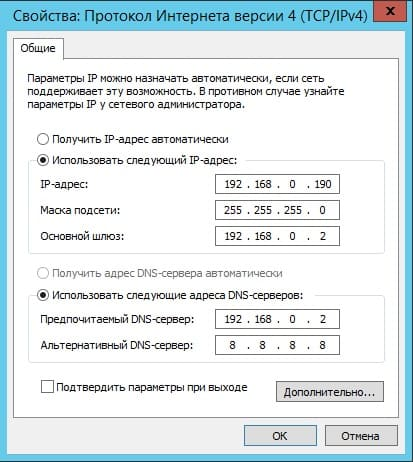 Свойства: Протокол Интернета версии 4 (TCP/IPv4)
x
Общие
Параметры IP можно назначать автоматически, если сеть
поддерживает эту возможность. В противном случае узнайте
параметры IP у сетевого администратора.
Получить IP-адрес автоматически
Использовать следующий IP-адрес:
IP-адрес: 192 . 168 . 0 . 190
Маска подсети: 255 . 255 . 255 . 0
Основной шлюз: 192 . 168 . 0 . 2
Получить адрес DNS-сервера автоматически
Использовать следующие адреса DNS-серверов:
Предпочитаемый DNS-сервер: 192 . 168 . 0 . 2
Альтернативный DNS-сервер: 8 . 8 . 8 . 8
Подтвердить параметры при выходе
Дополнительно...
ОК Отмена